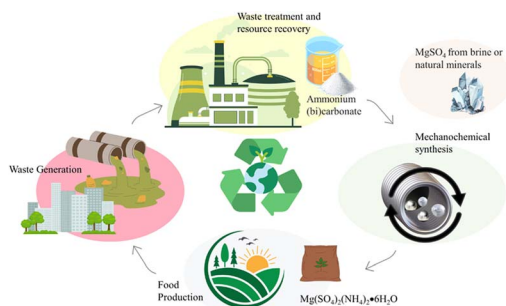 Waste treatment and
resource recovery
Ammonium
(bi)carbonate
MgSO4 from brine or
natural minerals
Mechanochemical
synthesis
Waste Generation
Food
Production
Mg(SO4)2(NH4)2•6H2O